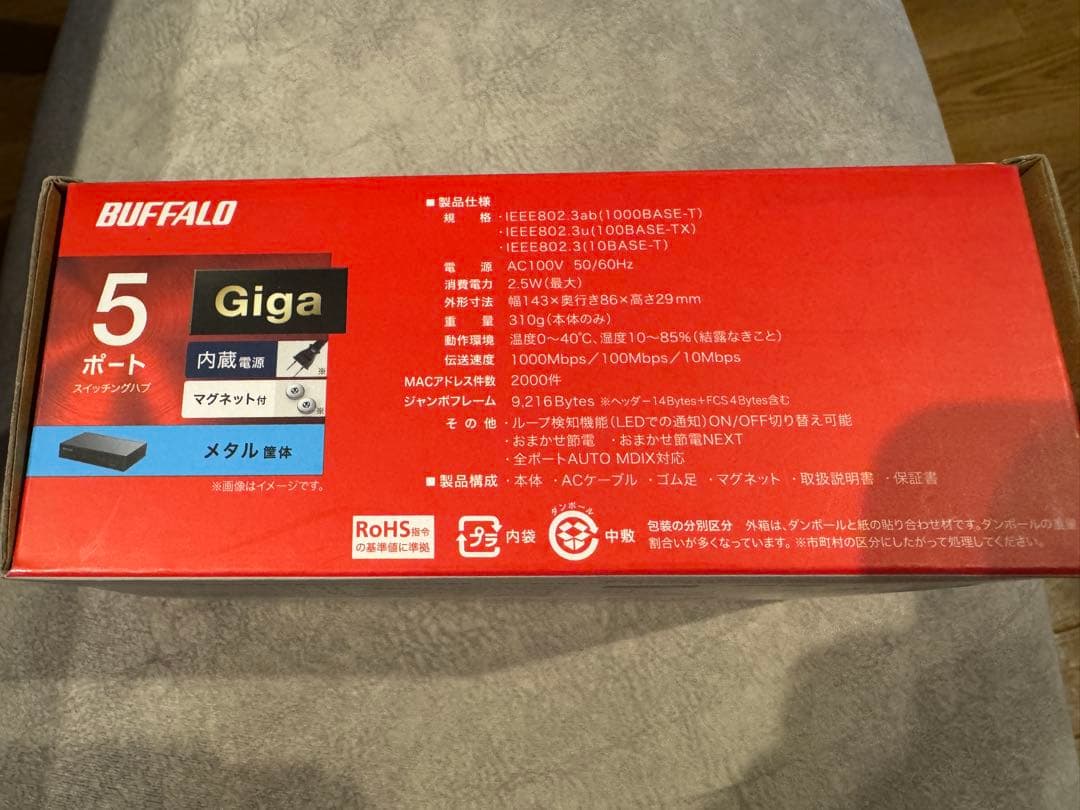 BUFFALO
5
ポート
スイッチングハブ
Giga
内蔵電源
※
マグネット付
※
メタル筐体
※画像はイメージです。
■製品仕様
規格・IEEE802.3ab(1000BASE-T)
・IEEE802.3u(100BASE-TX)
・IEEE802.3(10BASE-T)
電源 AC100V 50/60Hz
消費電力 2.5W(最大)
外形寸法 幅143×奥行き86×高さ29mm
重量 310g(本体のみ)
動作環境 温度0～40℃、湿度10～85%(結露なきこと)
伝送速度 1000Mbps／100Mbps／10Mbps
MACアドレス件数 2000件
ジャンボフレーム 9,216Bytes ※ヘッダー14Bytes+FCS4Bytes含む
その他・ループ検知機能(LEDでの通知)ON/OFF切り替え可能
・おまかせ節電 ・おまかせ節電NEXT
・全ポートAUTO MDIX対応
■製品構成 ・本体 ・ACケーブル ・ゴム足 ・マグネット ・取扱説明書 ・保証書
RoHS指令
の基準値に準拠
プラ
内袋
ダンボール
中敷
包装の分別区分 外箱は、ダンボールと紙の貼り合わせ材です。ダンボールの重量
割合いが多くなっています。※市町村の区分にしたがって処理してください。